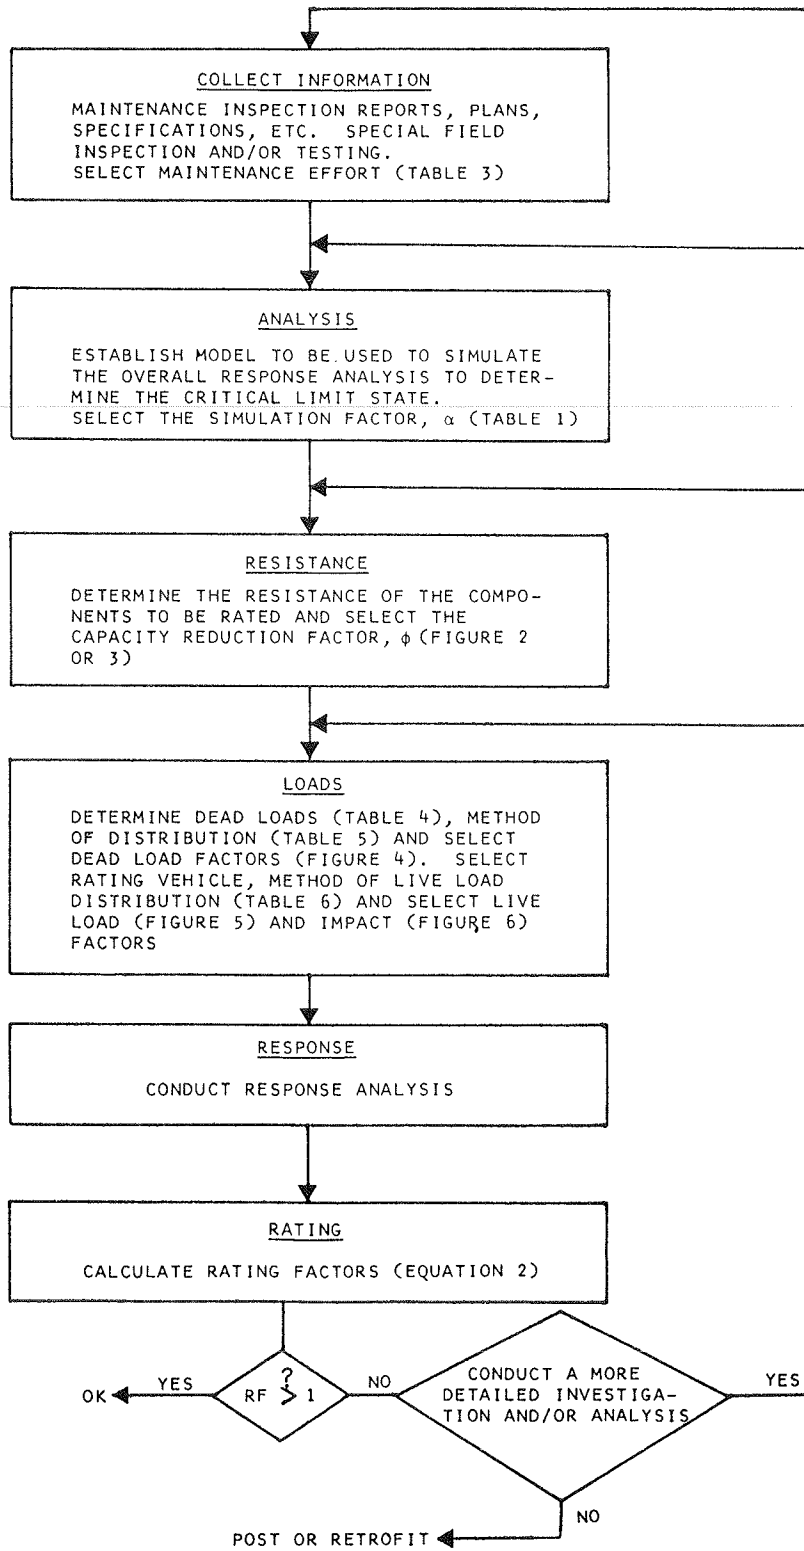 COLLECT INFORMATION
MAINTENANCE INSPECTION REPORTS, PLANS,
SPECIFICATIONS, ETC. SPECIAL FIELD
INSPECTION AND/OR TESTING.
SELECT MAINTENANCE EFFORT (TABLE 3)
ANALYSIS
ESTABLISH MODEL TO BE USED TO SIMULATE
THE OVERALL RESPONSE ANALYSIS TO DETER-
MINE THE CRITICAL LIMIT STATE.
SELECT THE SIMULATION FACTOR, α (TABLE 1)
RESISTANCE
DETERMINE THE RESISTANCE OF THE COMPO-
NENTS TO BE RATED AND SELECT THE
CAPACITY REDUCTION FACTOR, ϕ (FIGURE 2
OR 3)
LOADS
DETERMINE DEAD LOADS (TABLE 4), METHOD
OF DISTRIBUTION (TABLE 5) AND SELECT
DEAD LOAD FACTORS (FIGURE 4). SELECT
RATING VEHICLE, METHOD OF LIVE LOAD
DISTRIBUTION (TABLE 6) AND SELECT LIVE
LOAD (FIGURE 5) AND IMPACT (FIGURE 6)
FACTORS
RESPONSE
CONDUCT RESPONSE ANALYSIS
RATING
CALCULATE RATING FACTORS (EQUATION 2)
OK
YES
?
RF > 1
NO
CONDUCT A MORE
DETAILED INVESTIGA-
TION AND/OR ANALYSIS
YES
NO
POST OR RETROFIT